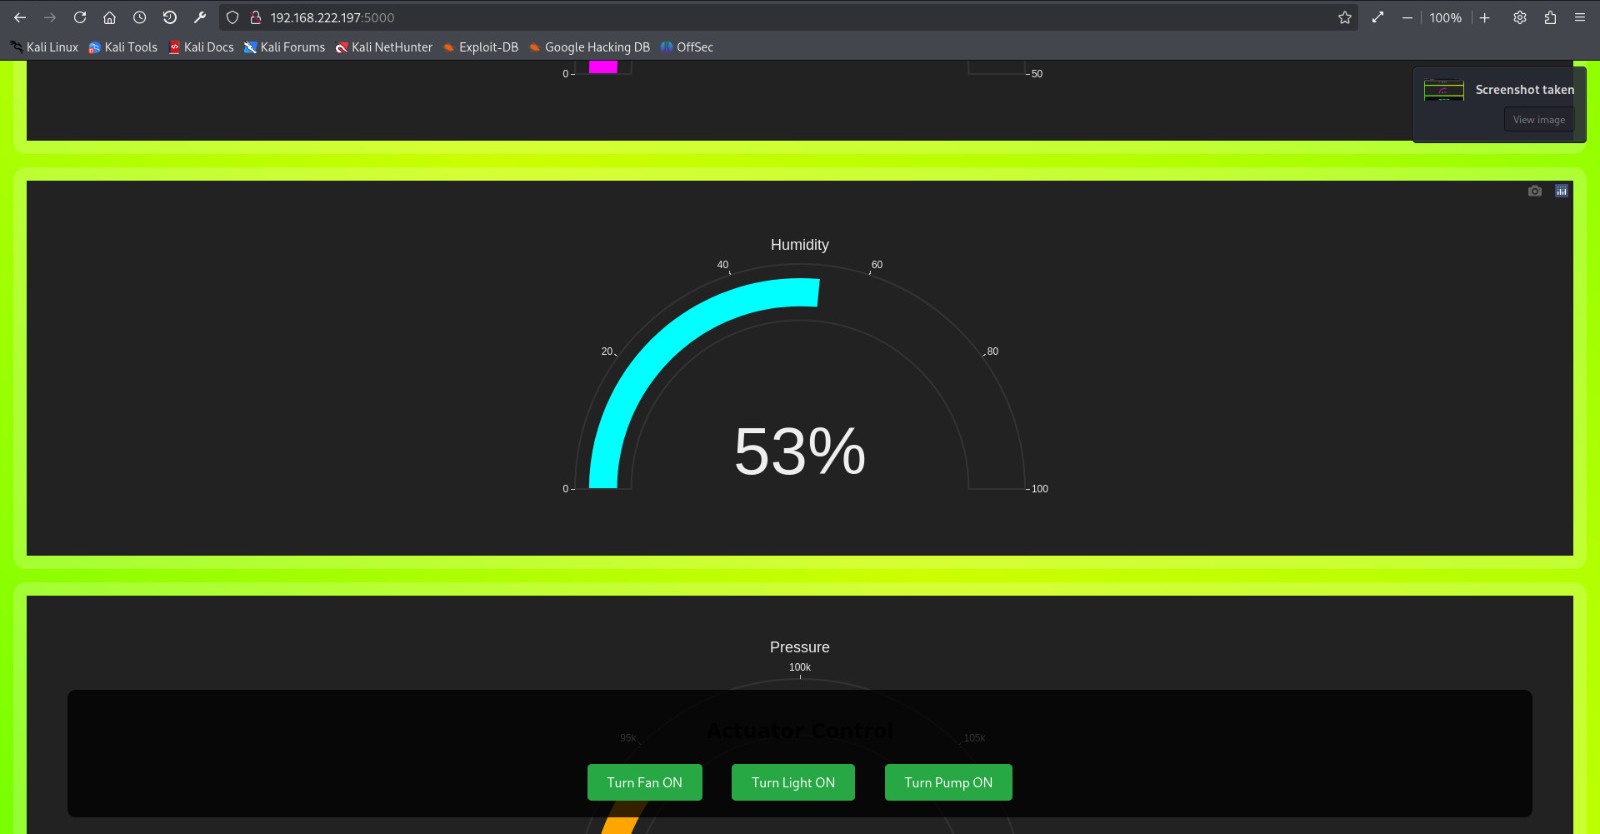 192.168.222.197:5000
100%
Kali Linux Kali Tools Kali Docs Kali Forums Kali NetHunter Exploit-DB Google Hacking DB OffSec
0 50
Screenshot taken
View image
Humidity
40 60
20 80
53%
0 100
Pressure
100k
Actuator Control
95k 105k
Turn Fan ON Turn Light ON Turn Pump ON